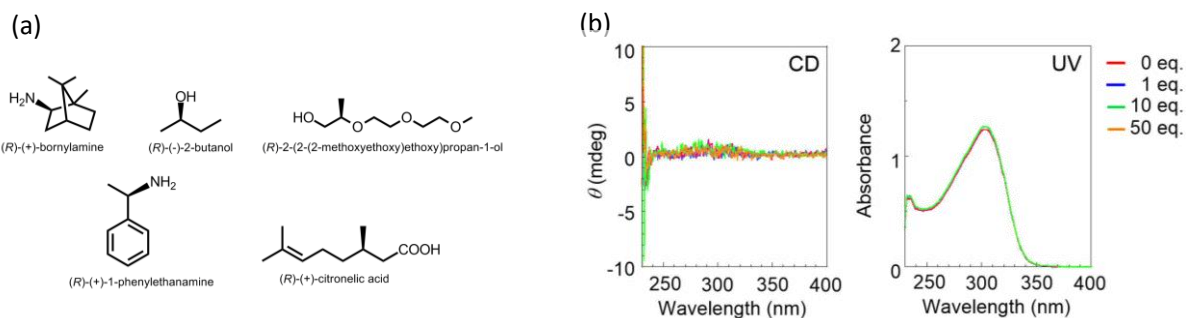 (a)
H₂N
OH
HO
O
O
O
(R)-(+)-bornylamine
(R)-(-)-2-butanol
(R)-2-(2-(2-methoxyethoxy)ethoxy)propan-1-ol
NH₂
COOH
(R)-(+)-1-phenylethanamine
(R)-(+)-citronelic acid
(b)
CD
10
5
0
-5
-10
θ (mdeg)
250 300 350 400
Wavelength (nm)
UV
2
1
0
Absorbance
250 300 350 400
Wavelength (nm)
0 eq.
1 eq.
10 eq.
50 eq.